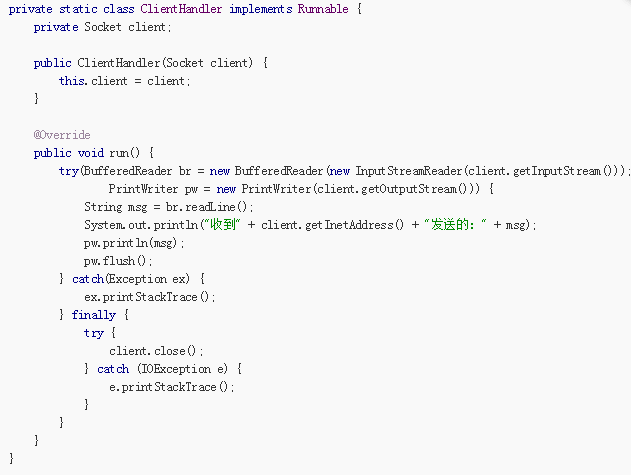 private static class ClientHandler implements Runnable {
    private Socket client;

    public ClientHandler(Socket client) {
        this.client = client;
    }

    @Override
    public void run() {
        try(BufferedReader br = new BufferedReader(new InputStreamReader(client.getInputStream()));
                PrintWriter pw = new PrintWriter(client.getOutputStream())) {
            String msg = br.readLine();
            System.out.println("收到" + client.getInetAddress() + "发送的: " + msg);
            pw.println(msg);
            pw.flush();
        } catch(Exception ex) {
            ex.printStackTrace();
        } finally {
            try {
                client.close();
            } catch (IOException e) {
                e.printStackTrace();
            }
        }
    }
}